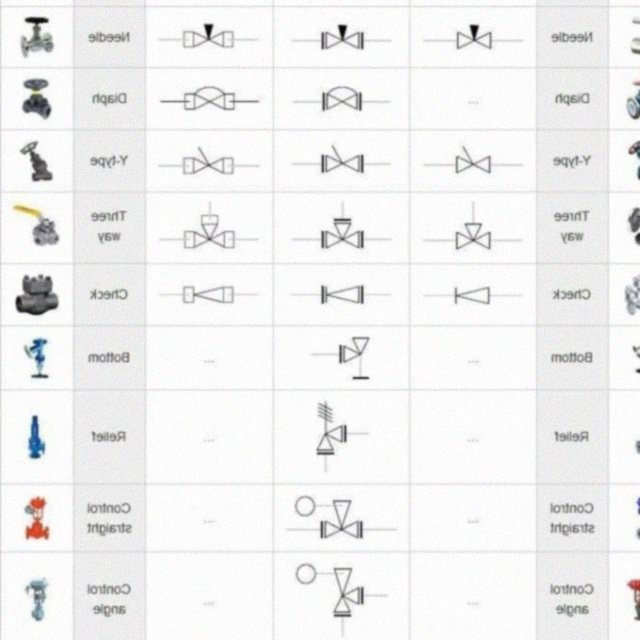 Needle Needle
Diaph ... Diaph
Y-type Y-type
Three Three
way way
Check Check
Bottom ... ... Bottom
Relief ... ... Relief
Control Control
straight ... ... straight
Control Control
angle ... ... angle